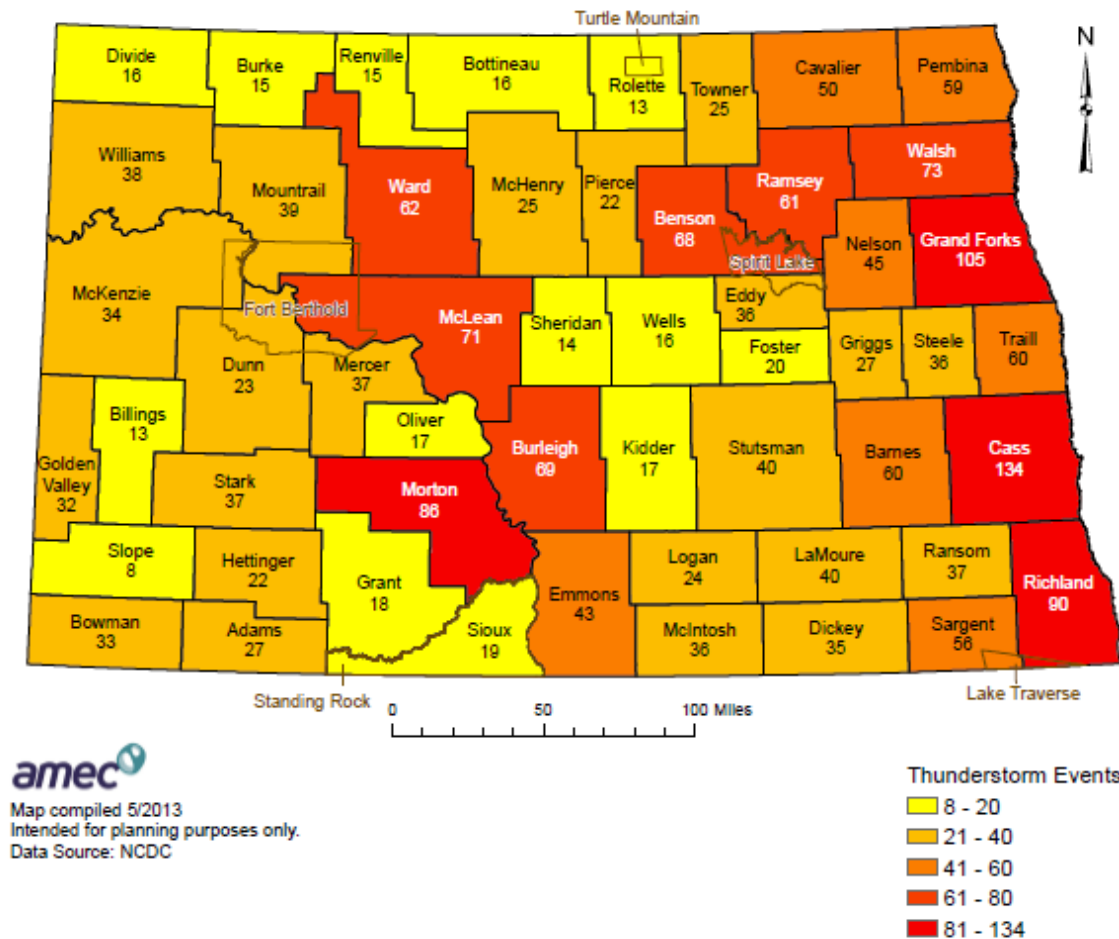 Turtle Mountain
N
Divide
16
Burke
15
Renville
15
Bottineau
16
Rolette
13
Towner
25
Cavalier
50
Pembina
59
Williams
38
Mountrail
39
Ward
62
McHenry
25
Pierce
22
Benson
68
Ramsey
61
Walsh
73
Nelson
45
Grand Forks
105
Spirit Lake
McKenzie
34
Fort Berthold
McLean
71
Sheridan
14
Wells
16
Eddy
36
Foster
20
Griggs
27
Steele
36
Traill
60
Dunn
23
Mercer
37
Oliver
17
Billings
13
Golden
Valley
32
Stark
37
Morton
86
Burleigh
69
Kidder
17
Stutsman
40
Barnes
60
Cass
134
Slope
8
Hettinger
22
Grant
18
Emmons
43
Logan
24
LaMoure
40
Ransom
37
Richland
90
Bowman
33
Adams
27
Sioux
19
McIntosh
36
Dickey
35
Sargent
56
Standing Rock
Lake Traverse
0 50 100 Miles
amec
Map compiled 5/2013
Intended for planning purposes only.
Data Source: NCDC
Thunderstorm Events
8 - 20
21 - 40
41 - 60
61 - 80
81 - 134